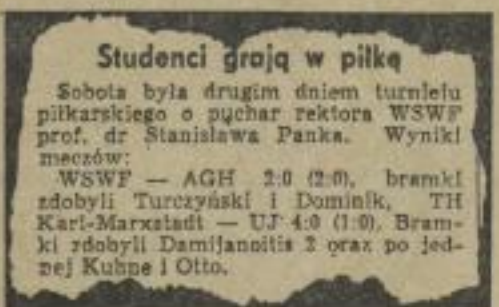 Studenci grają w piłkę
Sobota była drugim dniem turnieju
piłkarskiego o puchar rektora WSWF
prof. dr Stanisława Panka. Wyniki
meczów:
WSWF — AGH 2:0 (2:0), bramki
zdobyli Turczyński i Dominik, TH
Karl-Marxstadt — UJ 4:0 (1:0), Bram-
ki zdobyli Damijanoitis 2 oraz po jed-
nej Kuhne i Otto.